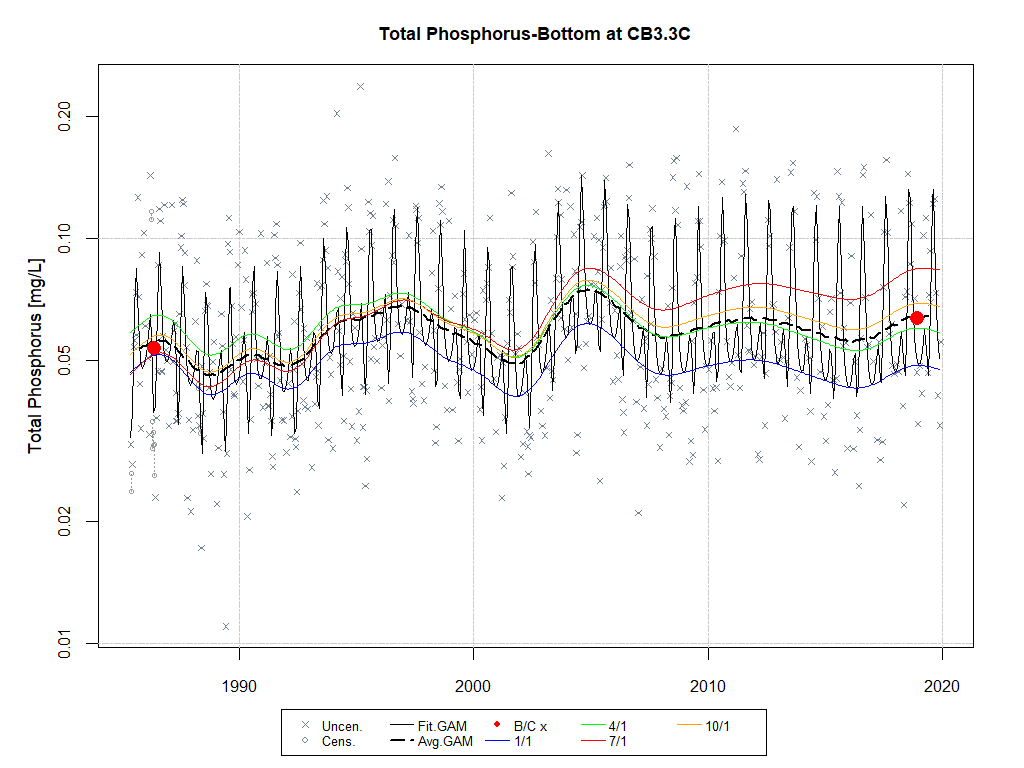 Total Phosphorus-Bottom at CB3.3C
Total Phosphorus [mg/L]
0.20
0.10
0.05
0.02
0.01
1990 2000 2010 2020
Uncen. Fit.GAM B/C x 4/1 10/1
Cens. Avg.GAM 1/1 7/1